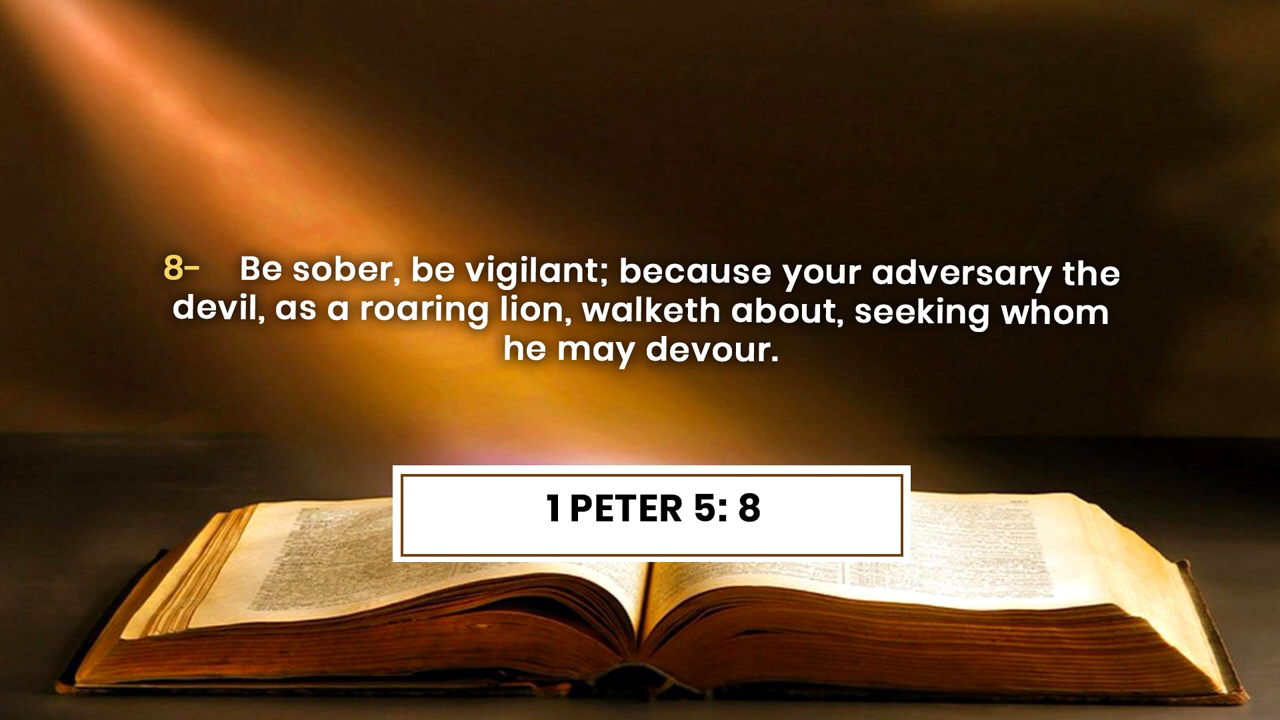 8- Be sober, be vigilant; because your adversary the
devil, as a roaring lion, walketh about, seeking whom
he may devour.
1 PETER 5: 8